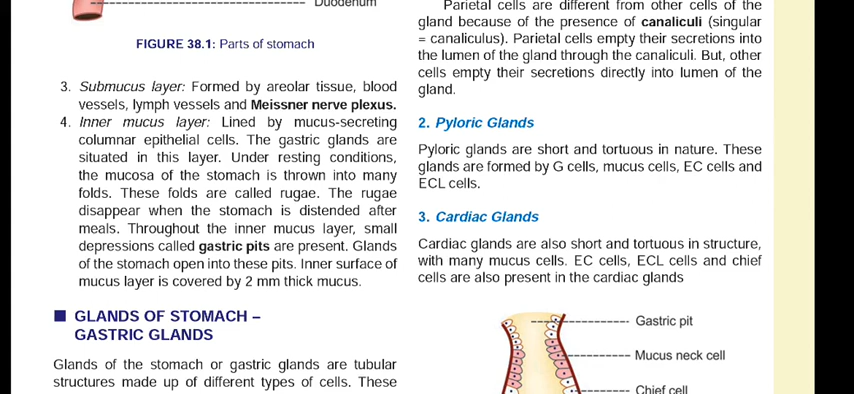 Duodenum
FIGURE 38.1: Parts of stomach
3. Submucus layer: Formed by areolar tissue, blood
vessels, lymph vessels and Meissner nerve plexus.
4. Inner mucus layer: Lined by mucus-secreting
columnar epithelial cells. The gastric glands are
situated in this layer. Under resting conditions,
the mucosa of the stomach is thrown into many
folds. These folds are called rugae. The rugae
disappear when the stomach is distended after
meals. Throughout the inner mucus layer, small
depressions called gastric pits are present. Glands
of the stomach open into these pits. Inner surface of
mucus layer is covered by 2 mm thick mucus.
GLANDS OF STOMACH –
GASTRIC GLANDS
Glands of the stomach or gastric glands are tubular
structures made up of different types of cells. These
Parietal cells are different from other cells of the
gland because of the presence of canaliculi (singular
= canaliculus). Parietal cells empty their secretions into
the lumen of the gland through the canaliculi. But, other
cells empty their secretions directly into lumen of the
gland.
2. Pyloric Glands
Pyloric glands are short and tortuous in nature. These
glands are formed by G cells, mucus cells, EC cells and
ECL cells.
3. Cardiac Glands
Cardiac glands are also short and tortuous in structure,
with many mucus cells. EC cells, ECL cells and chief
cells are also present in the cardiac glands
Gastric pit
Mucus neck cell
Chief cell